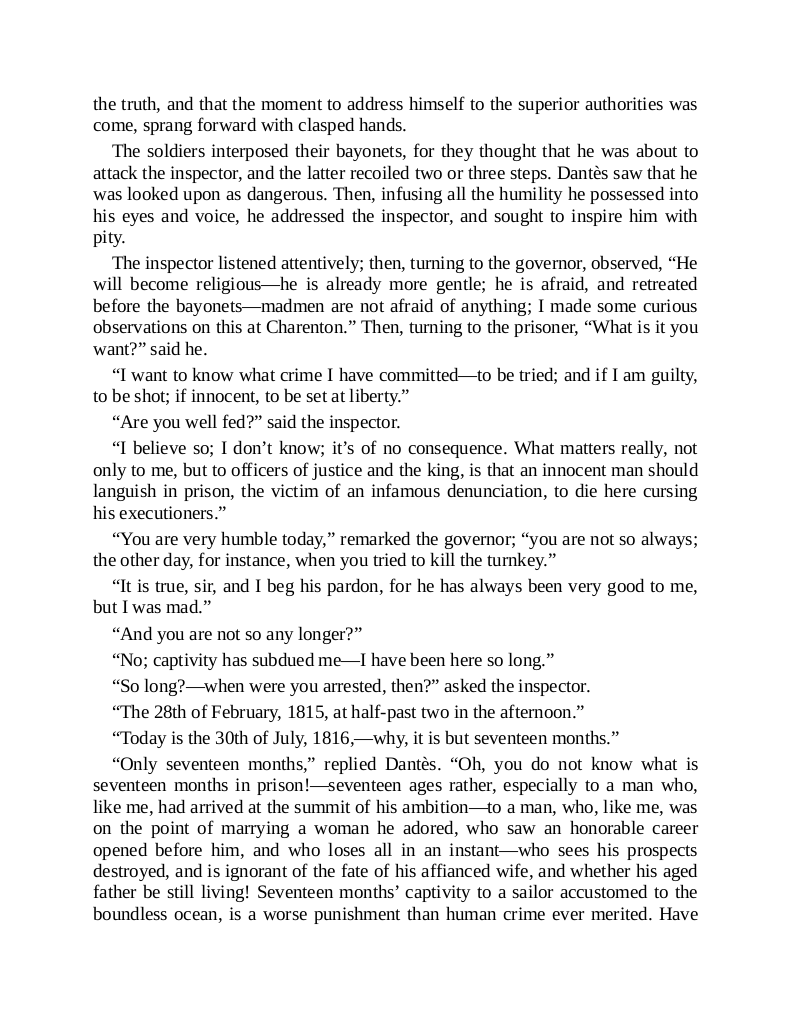 the truth, and that the moment to address himself to the superior authorities was
come, sprang forward with clasped hands.
The soldiers interposed their bayonets, for they thought that he was about to
attack the inspector, and the latter recoiled two or three steps. Dantès saw that he
was looked upon as dangerous. Then, infusing all the humility he possessed into
his eyes and voice, he addressed the inspector, and sought to inspire him with
pity.
The inspector listened attentively; then, turning to the governor, observed, “He
will become religious—he is already more gentle; he is afraid, and retreated
before the bayonets—madmen are not afraid of anything; I made some curious
observations on this at Charenton.” Then, turning to the prisoner, “What is it you
want?” said he.
“I want to know what crime I have committed—to be tried; and if I am guilty,
to be shot; if innocent, to be set at liberty.”
“Are you well fed?” said the inspector.
“I believe so; I don’t know; it’s of no consequence. What matters really, not
only to me, but to officers of justice and the king, is that an innocent man should
languish in prison, the victim of an infamous denunciation, to die here cursing
his executioners.”
“You are very humble today,” remarked the governor; “you are not so always;
the other day, for instance, when you tried to kill the turnkey.”
“It is true, sir, and I beg his pardon, for he has always been very good to me,
but I was mad.”
“And you are not so any longer?”
“No; captivity has subdued me—I have been here so long.”
“So long?—when were you arrested, then?” asked the inspector.
“The 28th of February, 1815, at half-past two in the afternoon.”
“Today is the 30th of July, 1816,—why, it is but seventeen months.”
“Only seventeen months,” replied Dantès. “Oh, you do not know what is
seventeen months in prison!—seventeen ages rather, especially to a man who,
like me, had arrived at the summit of his ambition—to a man, who, like me, was
on the point of marrying a woman he adored, who saw an honorable career
opened before him, and who loses all in an instant—who sees his prospects
destroyed, and is ignorant of the fate of his affianced wife, and whether his aged
father be still living! Seventeen months’ captivity to a sailor accustomed to the
boundless ocean, is a worse punishment than human crime ever merited. Have